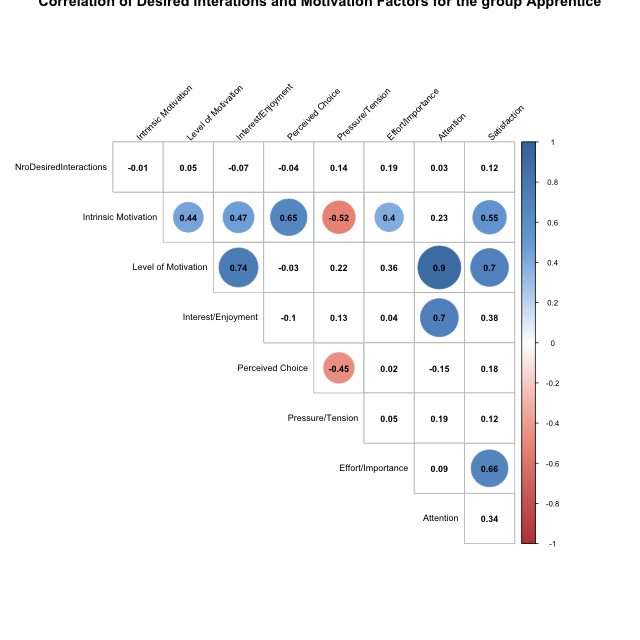 Correlation of Desired Interations and Motivation Factors for the group Apprentice
Intrinsic Motivation
Level of Motivation
Interest/Enjoyment
Perceived Choice
Pressure/Tension
Effort/Importance
Attention
Satisfaction
NroDesiredInteractions -0.01 0.05 -0.07 -0.04 0.14 0.19 0.03 0.12
Intrinsic Motivation 0.44 0.47 0.65 -0.52 0.4 0.23 0.55
Level of Motivation 0.74 -0.03 0.22 0.36 0.9 0.7
Interest/Enjoyment -0.1 0.13 0.04 0.7 0.38
Perceived Choice -0.45 0.02 -0.15 0.18
Pressure/Tension 0.05 0.19 0.12
Effort/Importance 0.09 0.66
Attention 0.34
1
0.8
0.6
0.4
0.2
0
-0.2
-0.4
-0.6
-0.8
-1